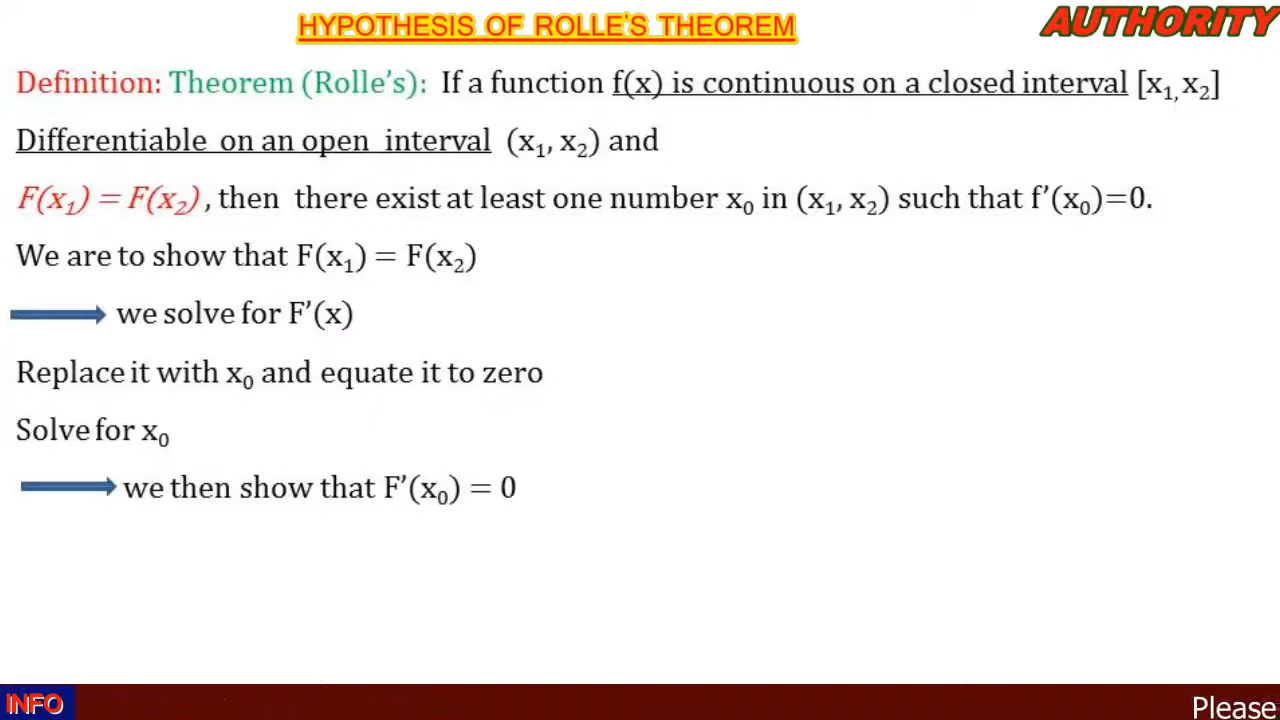 HYPOTHESIS OF ROLLE'S THEOREM
AUTHORITY
Definition: Theorem (Rolle's): If a function f(x) is continuous on a closed interval [x₁, x₂]
Differentiable on an open interval (x₁, x₂) and
F(x₁) = F(x₂) , then there exist at least one number x₀ in (x₁, x₂) such that f'(x₀)=0.
We are to show that F(x₁) = F(x₂)
we solve for F'(x)
Replace it with x₀ and equate it to zero
Solve for x₀
we then show that F'(x₀) = 0
INFO
Please